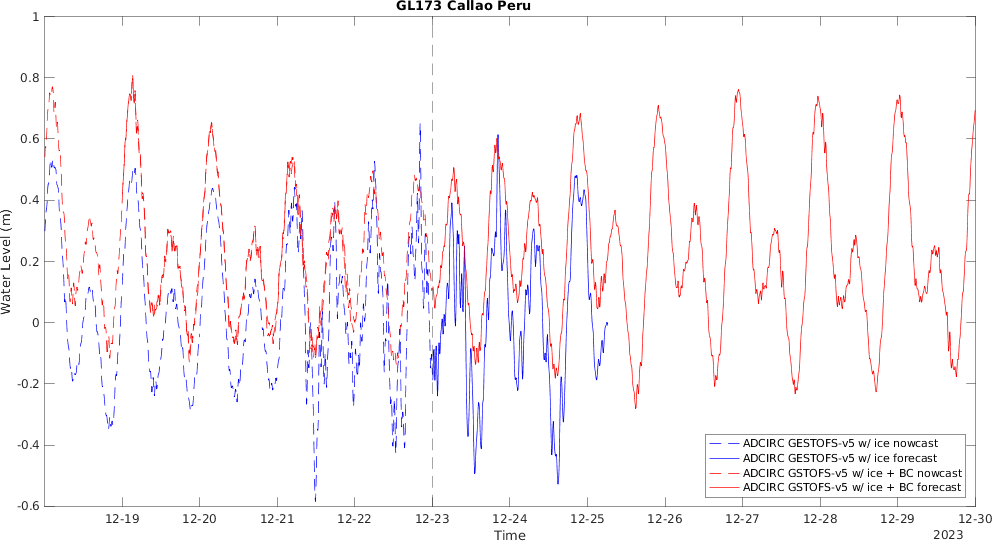 GL173 Callao Peru
1
0.8
0.6
0.4
0.2
0
-0.2
-0.4
-0.6
Water Level (m)
ADCIRC GESTOFS-v5 w/ ice nowcast
ADCIRC GESTOFS-v5 w/ ice forecast
ADCIRC GSTOFS-v5 w/ ice + BC nowcast
ADCIRC GSTOFS-v5 w/ ice + BC forecast
12-19 12-20 12-21 12-22 12-23 12-24 12-25 12-26 12-27 12-28 12-29 12-30
Time
2023